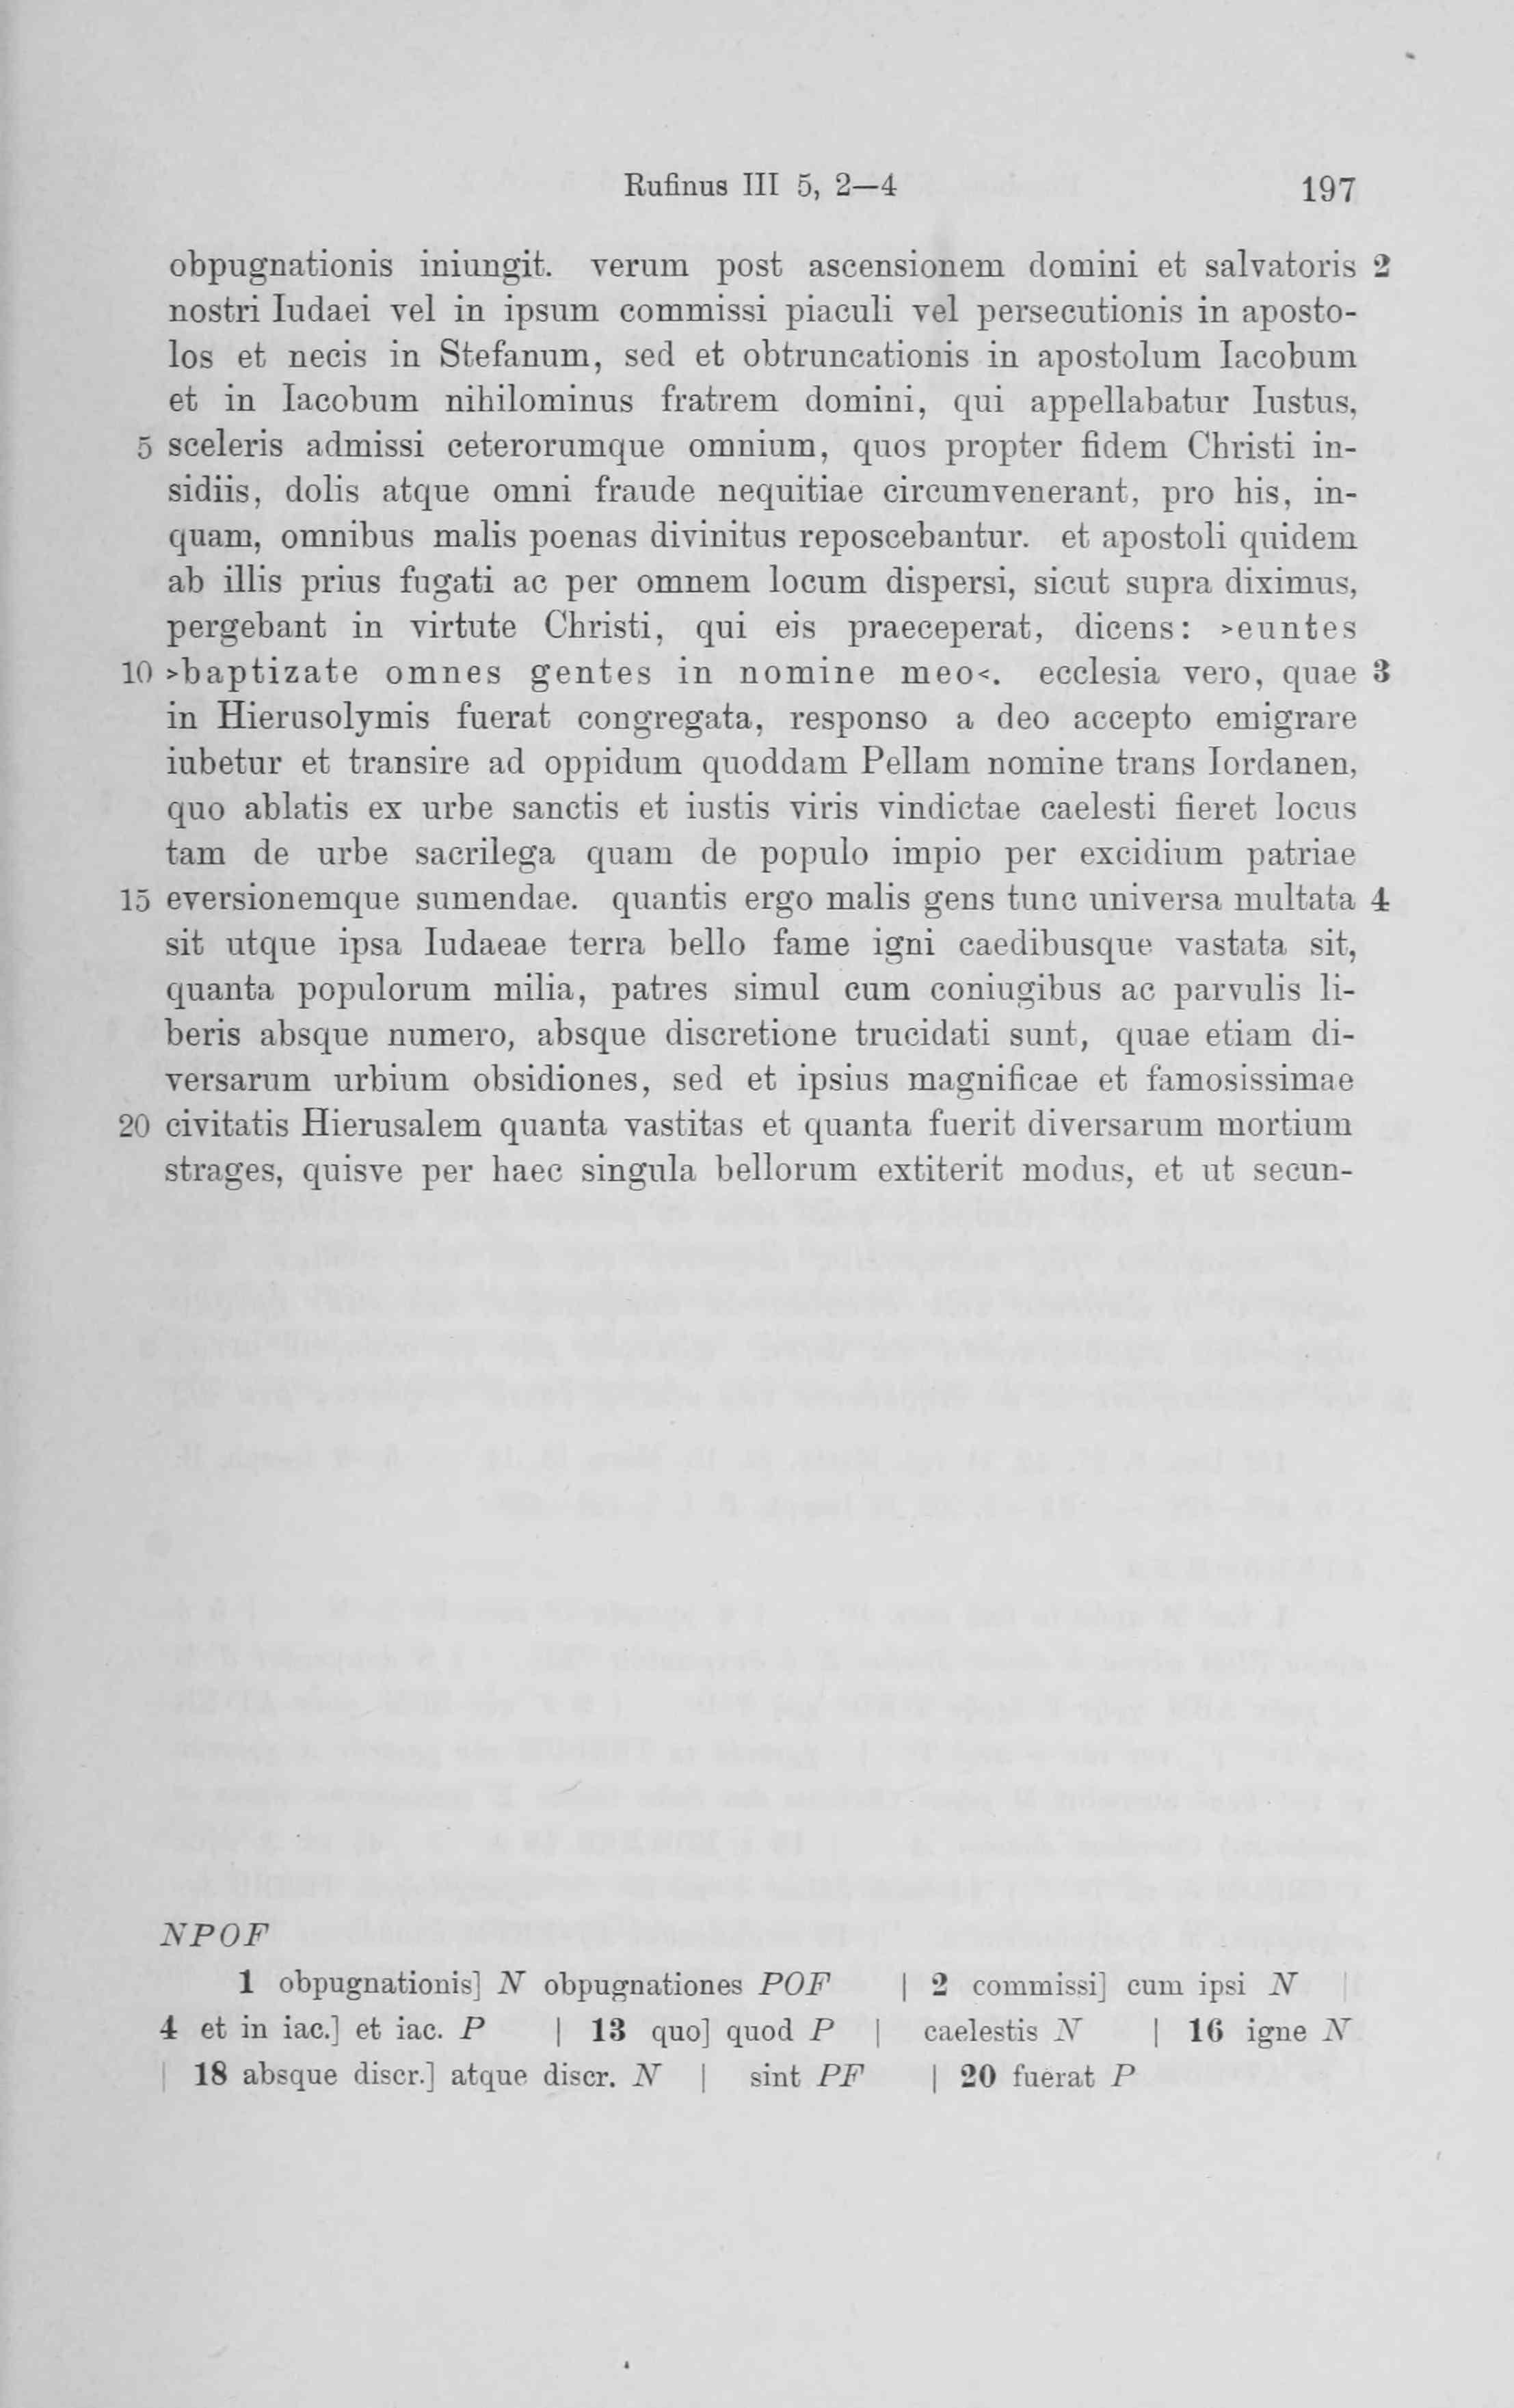 Rufinus III 5, 2—4 197
obpugnationis iniungit. verum post ascensionem domini et salvatoris 2
nostri Iudaei vel in ipsum commissi piaculi vel persecutionis in aposto-
los et necis in Stefanum, sed et obtruncationis in apostolum Iacobum
et in Iacobum nihilominus fratrem domini, qui appellabatur Iustus,
5 sceleris admissi ceterorumque omnium, quos propter fidem Christi in-
sidiis, dolis atque omni fraude nequitiae circumvenerant, pro his, in-
quam, omnibus malis poenas divinitus reposcebantur. et apostoli quidem
ab illis prius fugati ac per omnem locum dispersi, sicut supra diximus,
pergebant in virtute Christi, qui eis praeceperat, dicens: >euntes
10 >baptizate omnes gentes in nomine meo<. ecclesia vero, quae 3
in Hierusolymis fuerat congregata, responso a deo accepto emigrare
iubetur et transire ad oppidum quoddam Pellam nomine trans Iordanen,
quo ablatis ex urbe sanctis et iustis viris vindictae caelesti fieret locus
tam de urbe sacrilega quam de populo impio per excidium patriae
15 eversionemque sumendae. quantis ergo malis gens tunc universa multata 4
sit utque ipsa Iudaeae terra bello fame igni caedibusque vastata sit,
quanta populorum milia, patres simul cum coniugibus ac parvulis li-
beris absque numero, absque discretione trucidati sunt, quae etiam di-
versarum urbium obsidiones, sed et ipsius magnificae et famosissimae
20 civitatis Hierusalem quanta vastitas et quanta fuerit diversarum mortium
strages, quisve per haec singula bellorum extiterit modus, et ut secun-
NPOF
1 obpugnationis] N obpugnationes POF | 2 commissi] cum ipsi N |
4 et in iac.] et iac. P | 13 quo] quod P | caelestis N | 16 igne N
| 18 absque discr.] atque discr. N | sint PF | 20 fuerat P